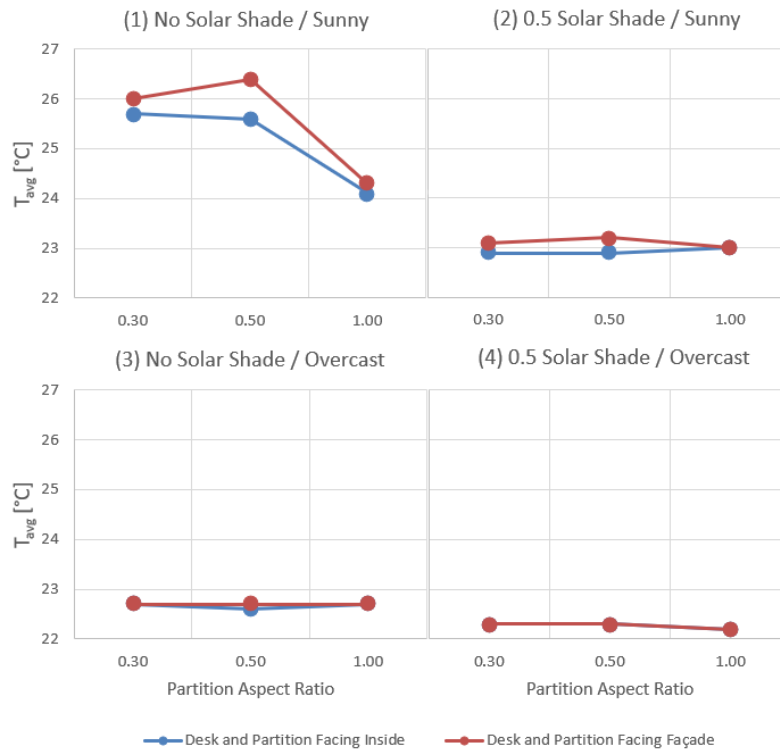 (1) No Solar Shade / Sunny
(2) 0.5 Solar Shade / Sunny
27
26
25
24
23
22
Tavg [°C]
0.30 0.50 1.00
0.30 0.50 1.00
(3) No Solar Shade / Overcast
(4) 0.5 Solar Shade / Overcast
27
26
25
24
23
22
Tavg [°C]
0.30 0.50 1.00
0.30 0.50 1.00
Partition Aspect Ratio
Partition Aspect Ratio
Desk and Partition Facing Inside
Desk and Partition Facing Façade